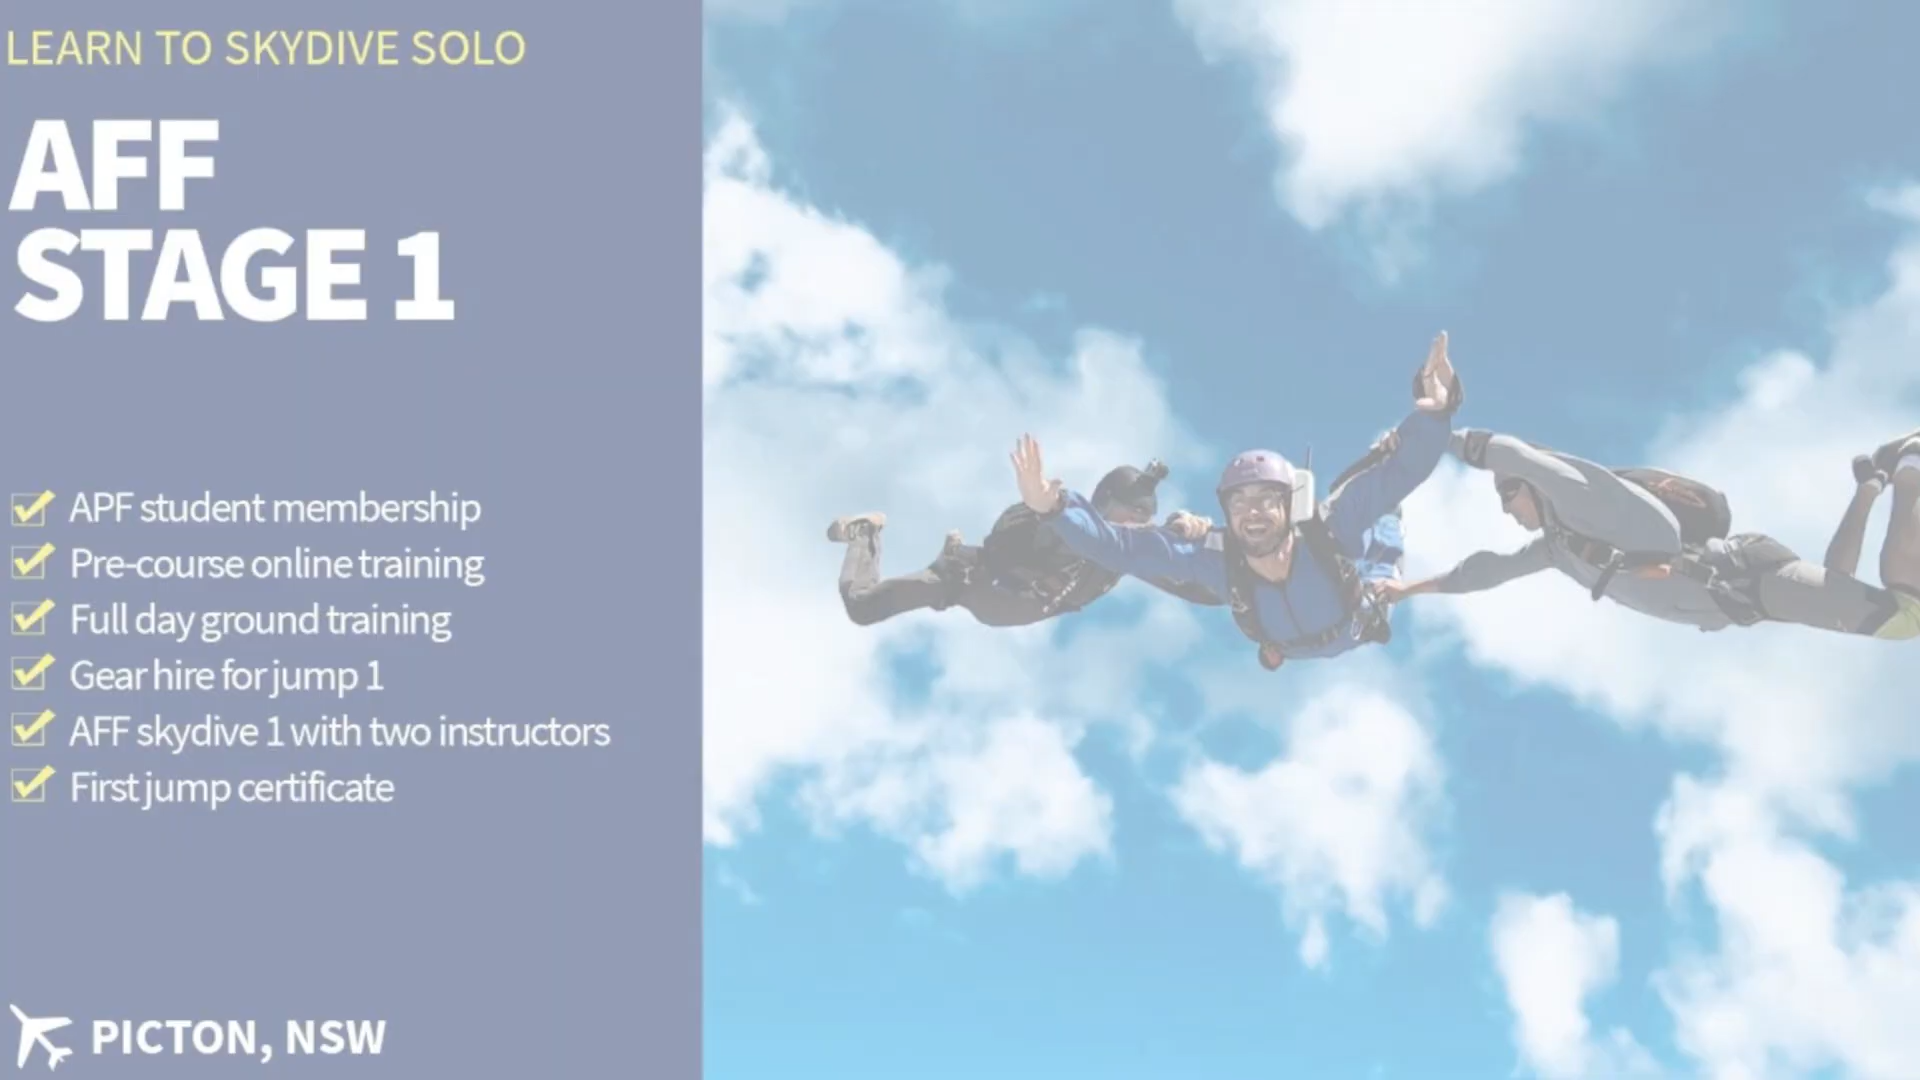 LEARN TO SKYDIVE SOLO
AFF
STAGE 1
APF student membership
Pre-course online training
Full day ground training
Gear hire for jump 1
AFF skydive 1 with two instructors
First jump certificate
PICTON, NSW